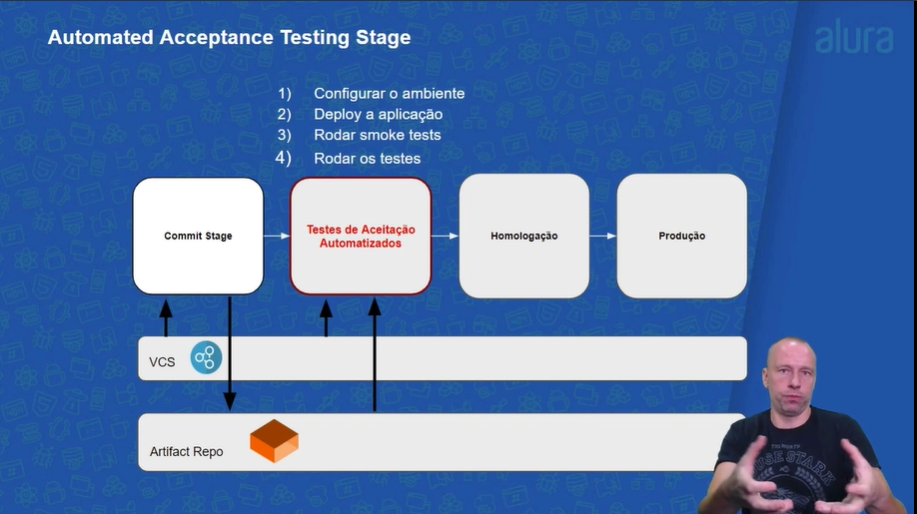 Automated Acceptance Testing Stage
alura
1) Configurar o ambiente
2) Deploy a aplicação
3) Rodar smoke tests
4) Rodar os testes
Commit Stage
Testes de Aceitação
Automatizados
Homologação
Produção
VCS
Artifact Repo